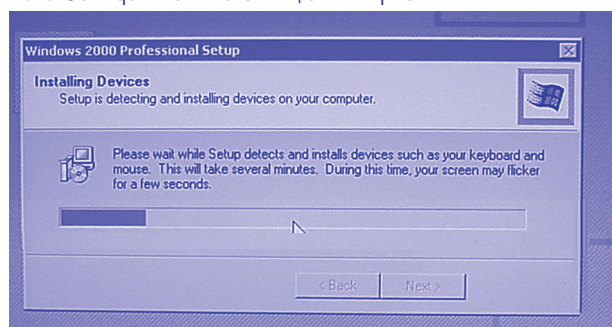 Windows 2000 Professional Setup
Installing Devices
Setup is detecting and installing devices on your computer.
Please wait while Setup detects and installs devices such as your keyboard and
mouse. This will take several minutes. During this time, your screen may flicker
for a few seconds.
< Back Next >